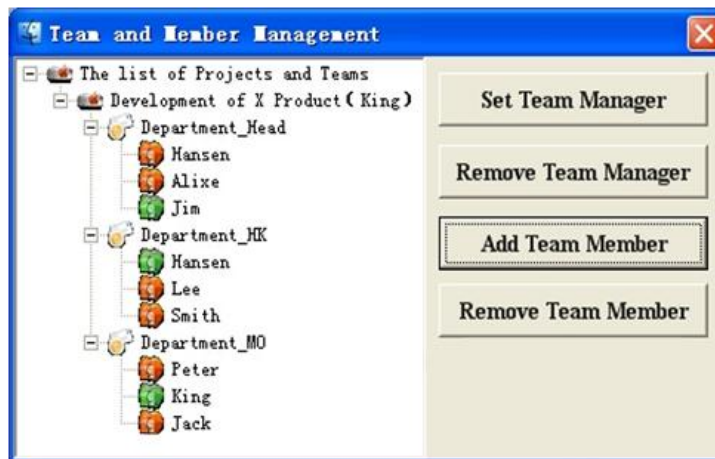 Team and Member Management
The list of Projects and Teams
Development of X Product(King)
Department_Head
Hansen
Alixe
Jim
Department_HK
Hansen
Lee
Smith
Department_MO
Peter
King
Jack
Set Team Manager
Remove Team Manager
Add Team Member
Remove Team Member